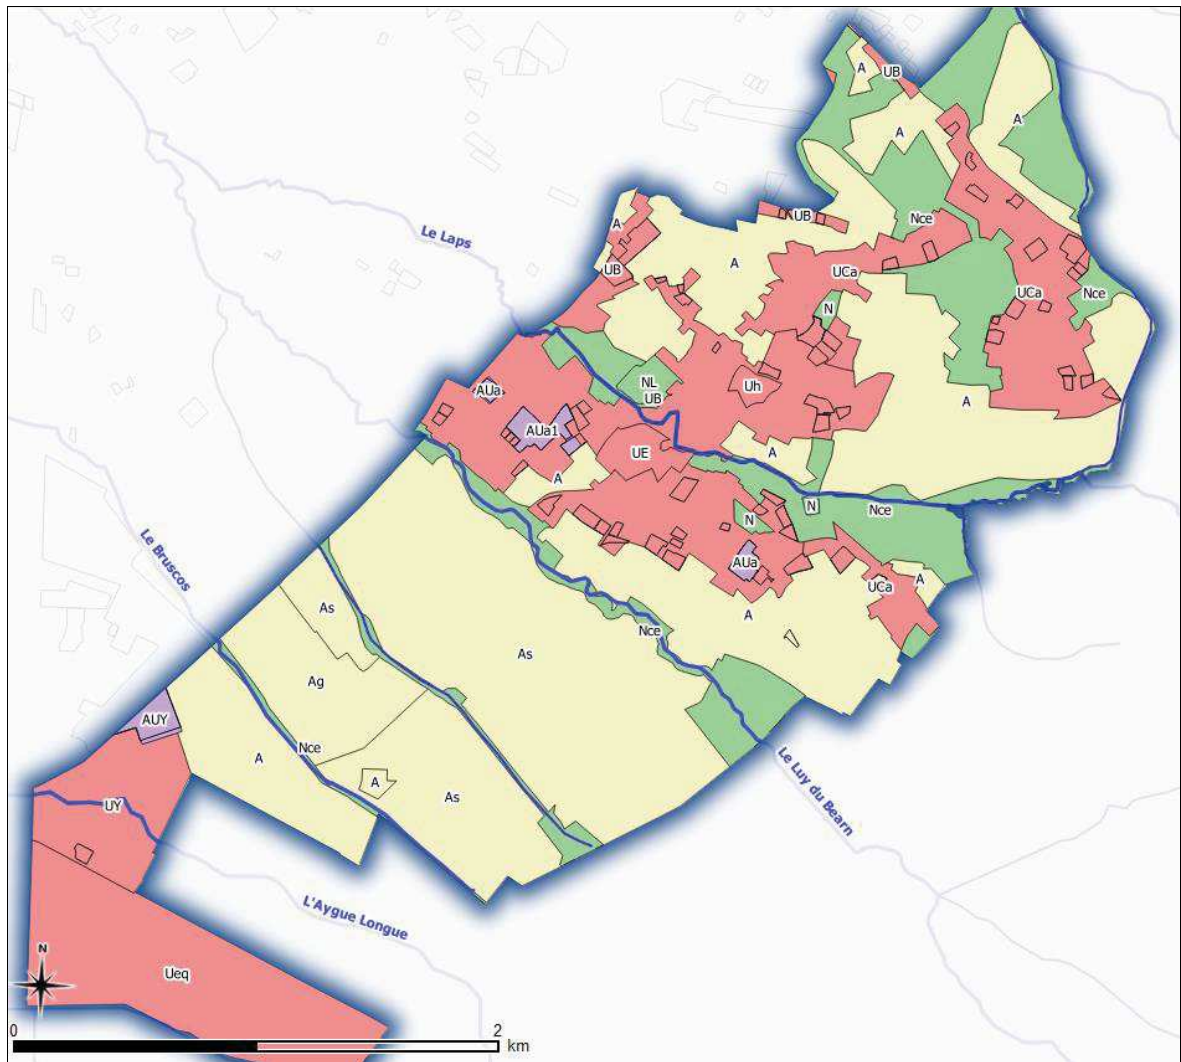 A
UB
A
A
UB
Nce
A
UB
Le Laps
A
UCa
UCa
Nce
N
NL
UB
Uh
AUa
A
AUa1
UE
A
A
N
Nce
N
AUa
UCa
A
A
Le Bruscos
As
Nce
As
Ag
AUY
Nce
A
A
As
UY
Le Luy du Bearn
L'Aygue Longue
N
Ueq
0
2
km